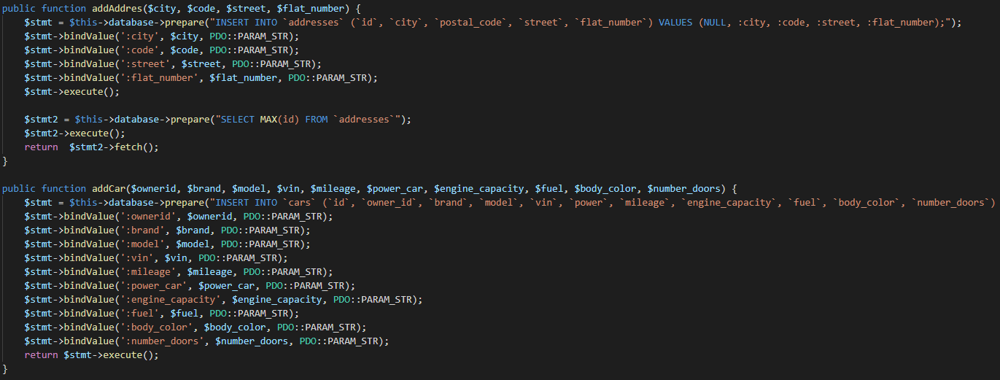 public function addAddres($city, $code, $street, $flat_number) {
    $stmt = $this->database->prepare("INSERT INTO `addresses` (`id`, `city`, `postal_code`, `street`, `flat_number`) VALUES (NULL, :city, :code, :street, :flat_number);");
    $stmt->bindValue(':city', $city, PDO::PARAM_STR);
    $stmt->bindValue(':code', $code, PDO::PARAM_STR);
    $stmt->bindValue(':street', $street, PDO::PARAM_STR);
    $stmt->bindValue(':flat_number', $flat_number, PDO::PARAM_STR);
    $stmt->execute();

    $stmt2 = $this->database->prepare("SELECT MAX(id) FROM `addresses`");
    $stmt2->execute();
    return  $stmt2->fetch();
}

public function addCar($ownerid, $brand, $model, $vin, $mileage, $power_car, $engine_capacity, $fuel, $body_color, $number_doors) {
    $stmt = $this->database->prepare("INSERT INTO `cars` (`id`, `owner_id`, `brand`, `model`, `vin`, `power`, `mileage`, `engine_capacity`, `fuel`, `body_color`, `number_doors`)
    $stmt->bindValue(':ownerid', $ownerid, PDO::PARAM_STR);
    $stmt->bindValue(':brand', $brand, PDO::PARAM_STR);
    $stmt->bindValue(':model', $model, PDO::PARAM_STR);
    $stmt->bindValue(':vin', $vin, PDO::PARAM_STR);
    $stmt->bindValue(':mileage', $mileage, PDO::PARAM_STR);
    $stmt->bindValue(':power_car', $power_car, PDO::PARAM_STR);
    $stmt->bindValue(':engine_capacity', $engine_capacity, PDO::PARAM_STR);
    $stmt->bindValue(':fuel', $fuel, PDO::PARAM_STR);
    $stmt->bindValue(':body_color', $body_color, PDO::PARAM_STR);
    $stmt->bindValue(':number_doors', $number_doors, PDO::PARAM_STR);
    return $stmt->execute();
}